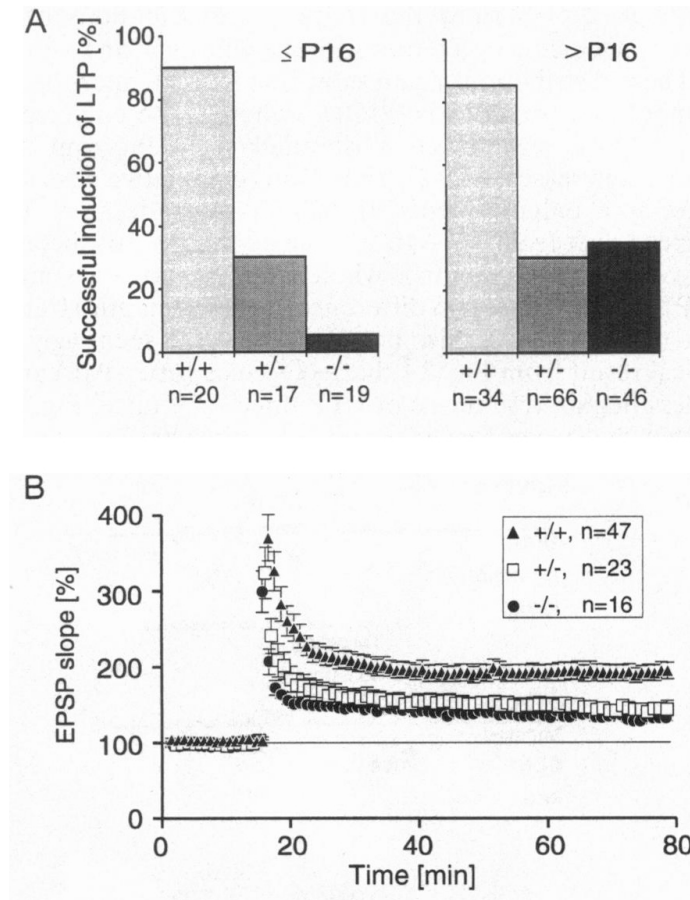 A
Successful induction of LTP [%]
100
80
60
40
20
0
≤ P16
> P16
+/+ +/- -/- +/+ +/- -/-
n=20 n=17 n=19 n=34 n=66 n=46
B
EPSP slope [%]
400
300
200
100
0
+/+, n=47
+/-, n=23
-/-, n=16
0 20 40 60 80
Time [min]